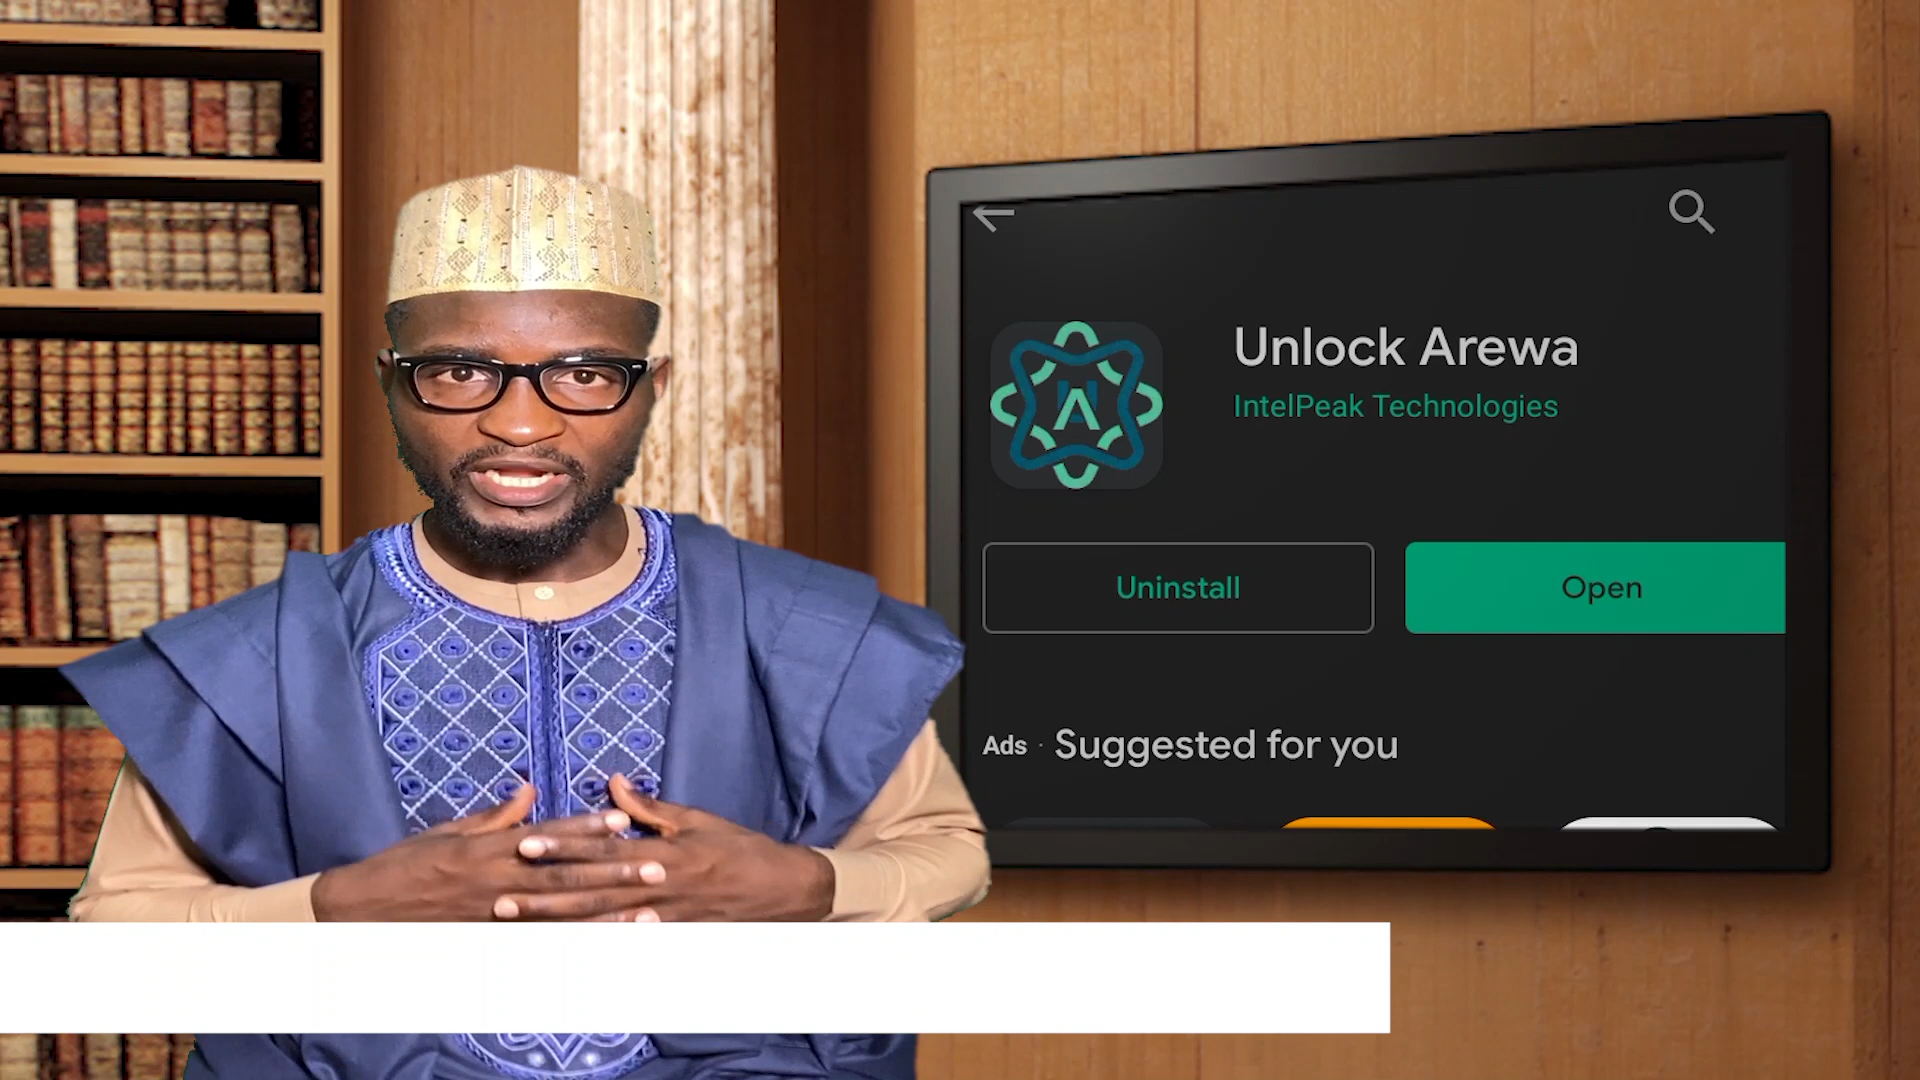 Unlock Arewa
IntelPeak Technologies
Uninstall
Open
Ads · Suggested for you